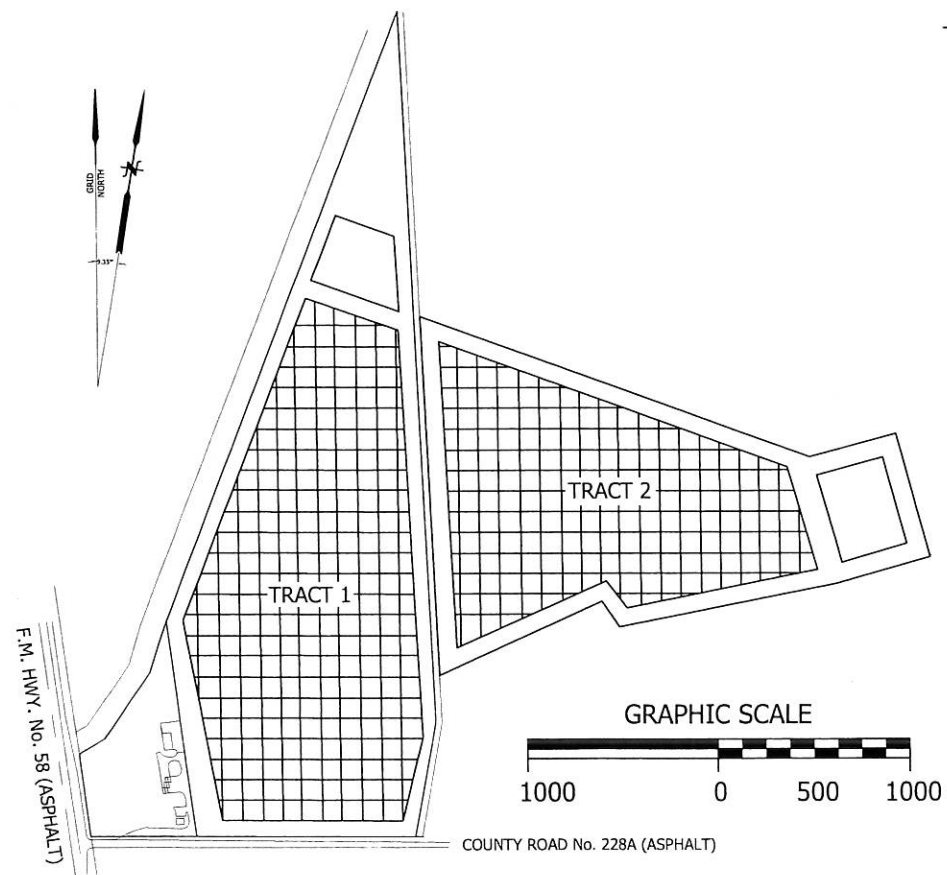 GRID
NORTH
N
TRACT 2
TRACT 1
F.M. HWY. No. 58 (ASPHALT)
GRAPHIC SCALE
1000 0 500 1000
COUNTY ROAD No. 228A (ASPHALT)